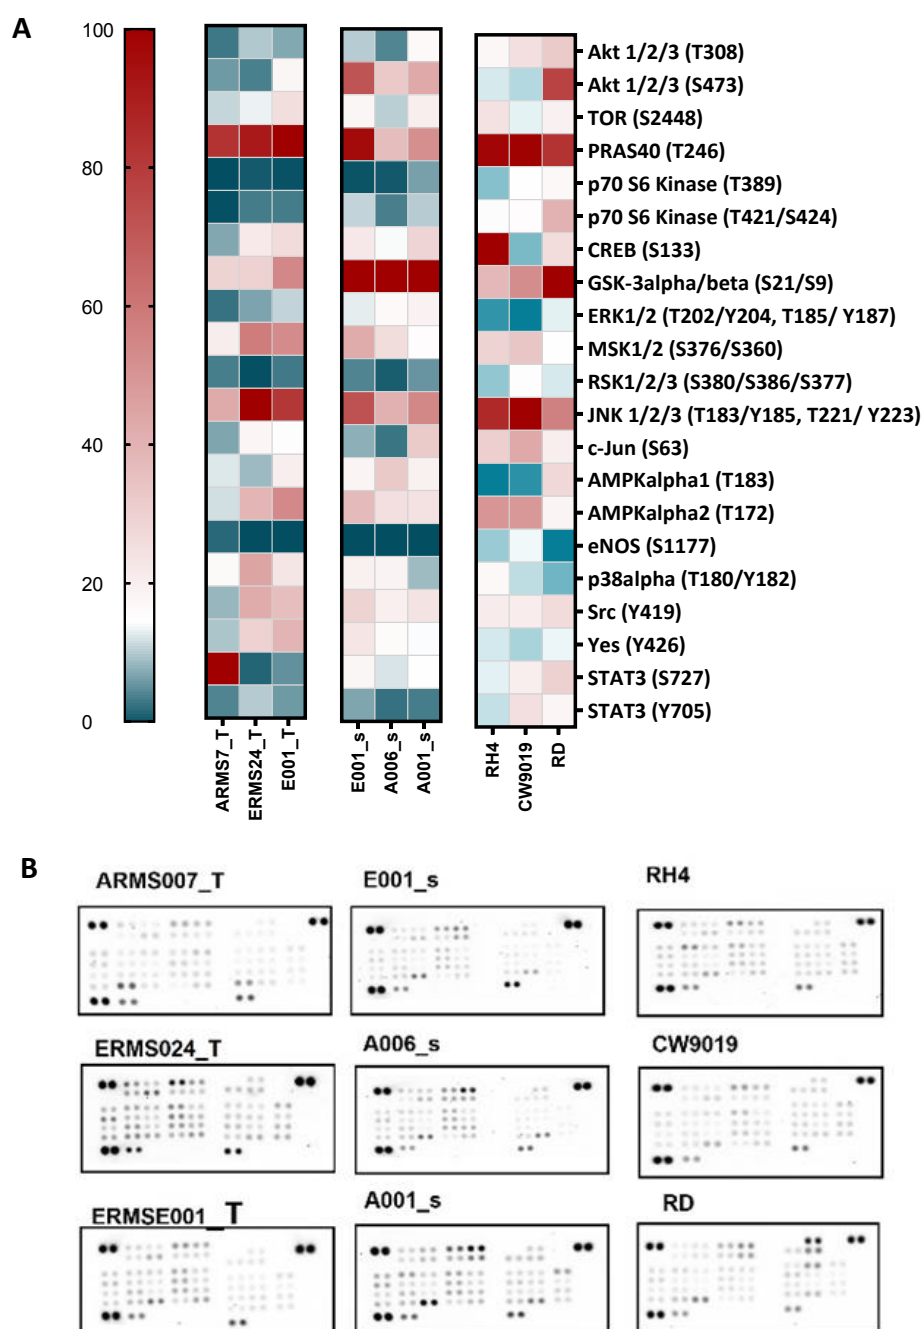 A
100
80
60
40
20
0
Akt 1/2/3 (T308)
Akt 1/2/3 (S473)
TOR (S2448)
PRAS40 (T246)
p70 S6 Kinase (T389)
p70 S6 Kinase (T421/S424)
CREB (S133)
GSK-3alpha/beta (S21/S9)
ERK1/2 (T202/Y204, T185/ Y187)
MSK1/2 (S376/S360)
RSK1/2/3 (S380/S386/S377)
JNK 1/2/3 (T183/Y185, T221/ Y223)
c-Jun (S63)
AMPKalpha1 (T183)
AMPKalpha2 (T172)
eNOS (S1177)
p38alpha (T180/Y182)
Src (Y419)
Yes (Y426)
STAT3 (S727)
STAT3 (Y705)
ARMS7_T
ERMS24_T
E001_T
E001_s
A006_s
A001_s
RH4
CW9019
RD
B
ARMS007_T
E001_s
RH4
ERMS024_T
A006_s
CW9019
ERMSE001_T
A001_s
RD